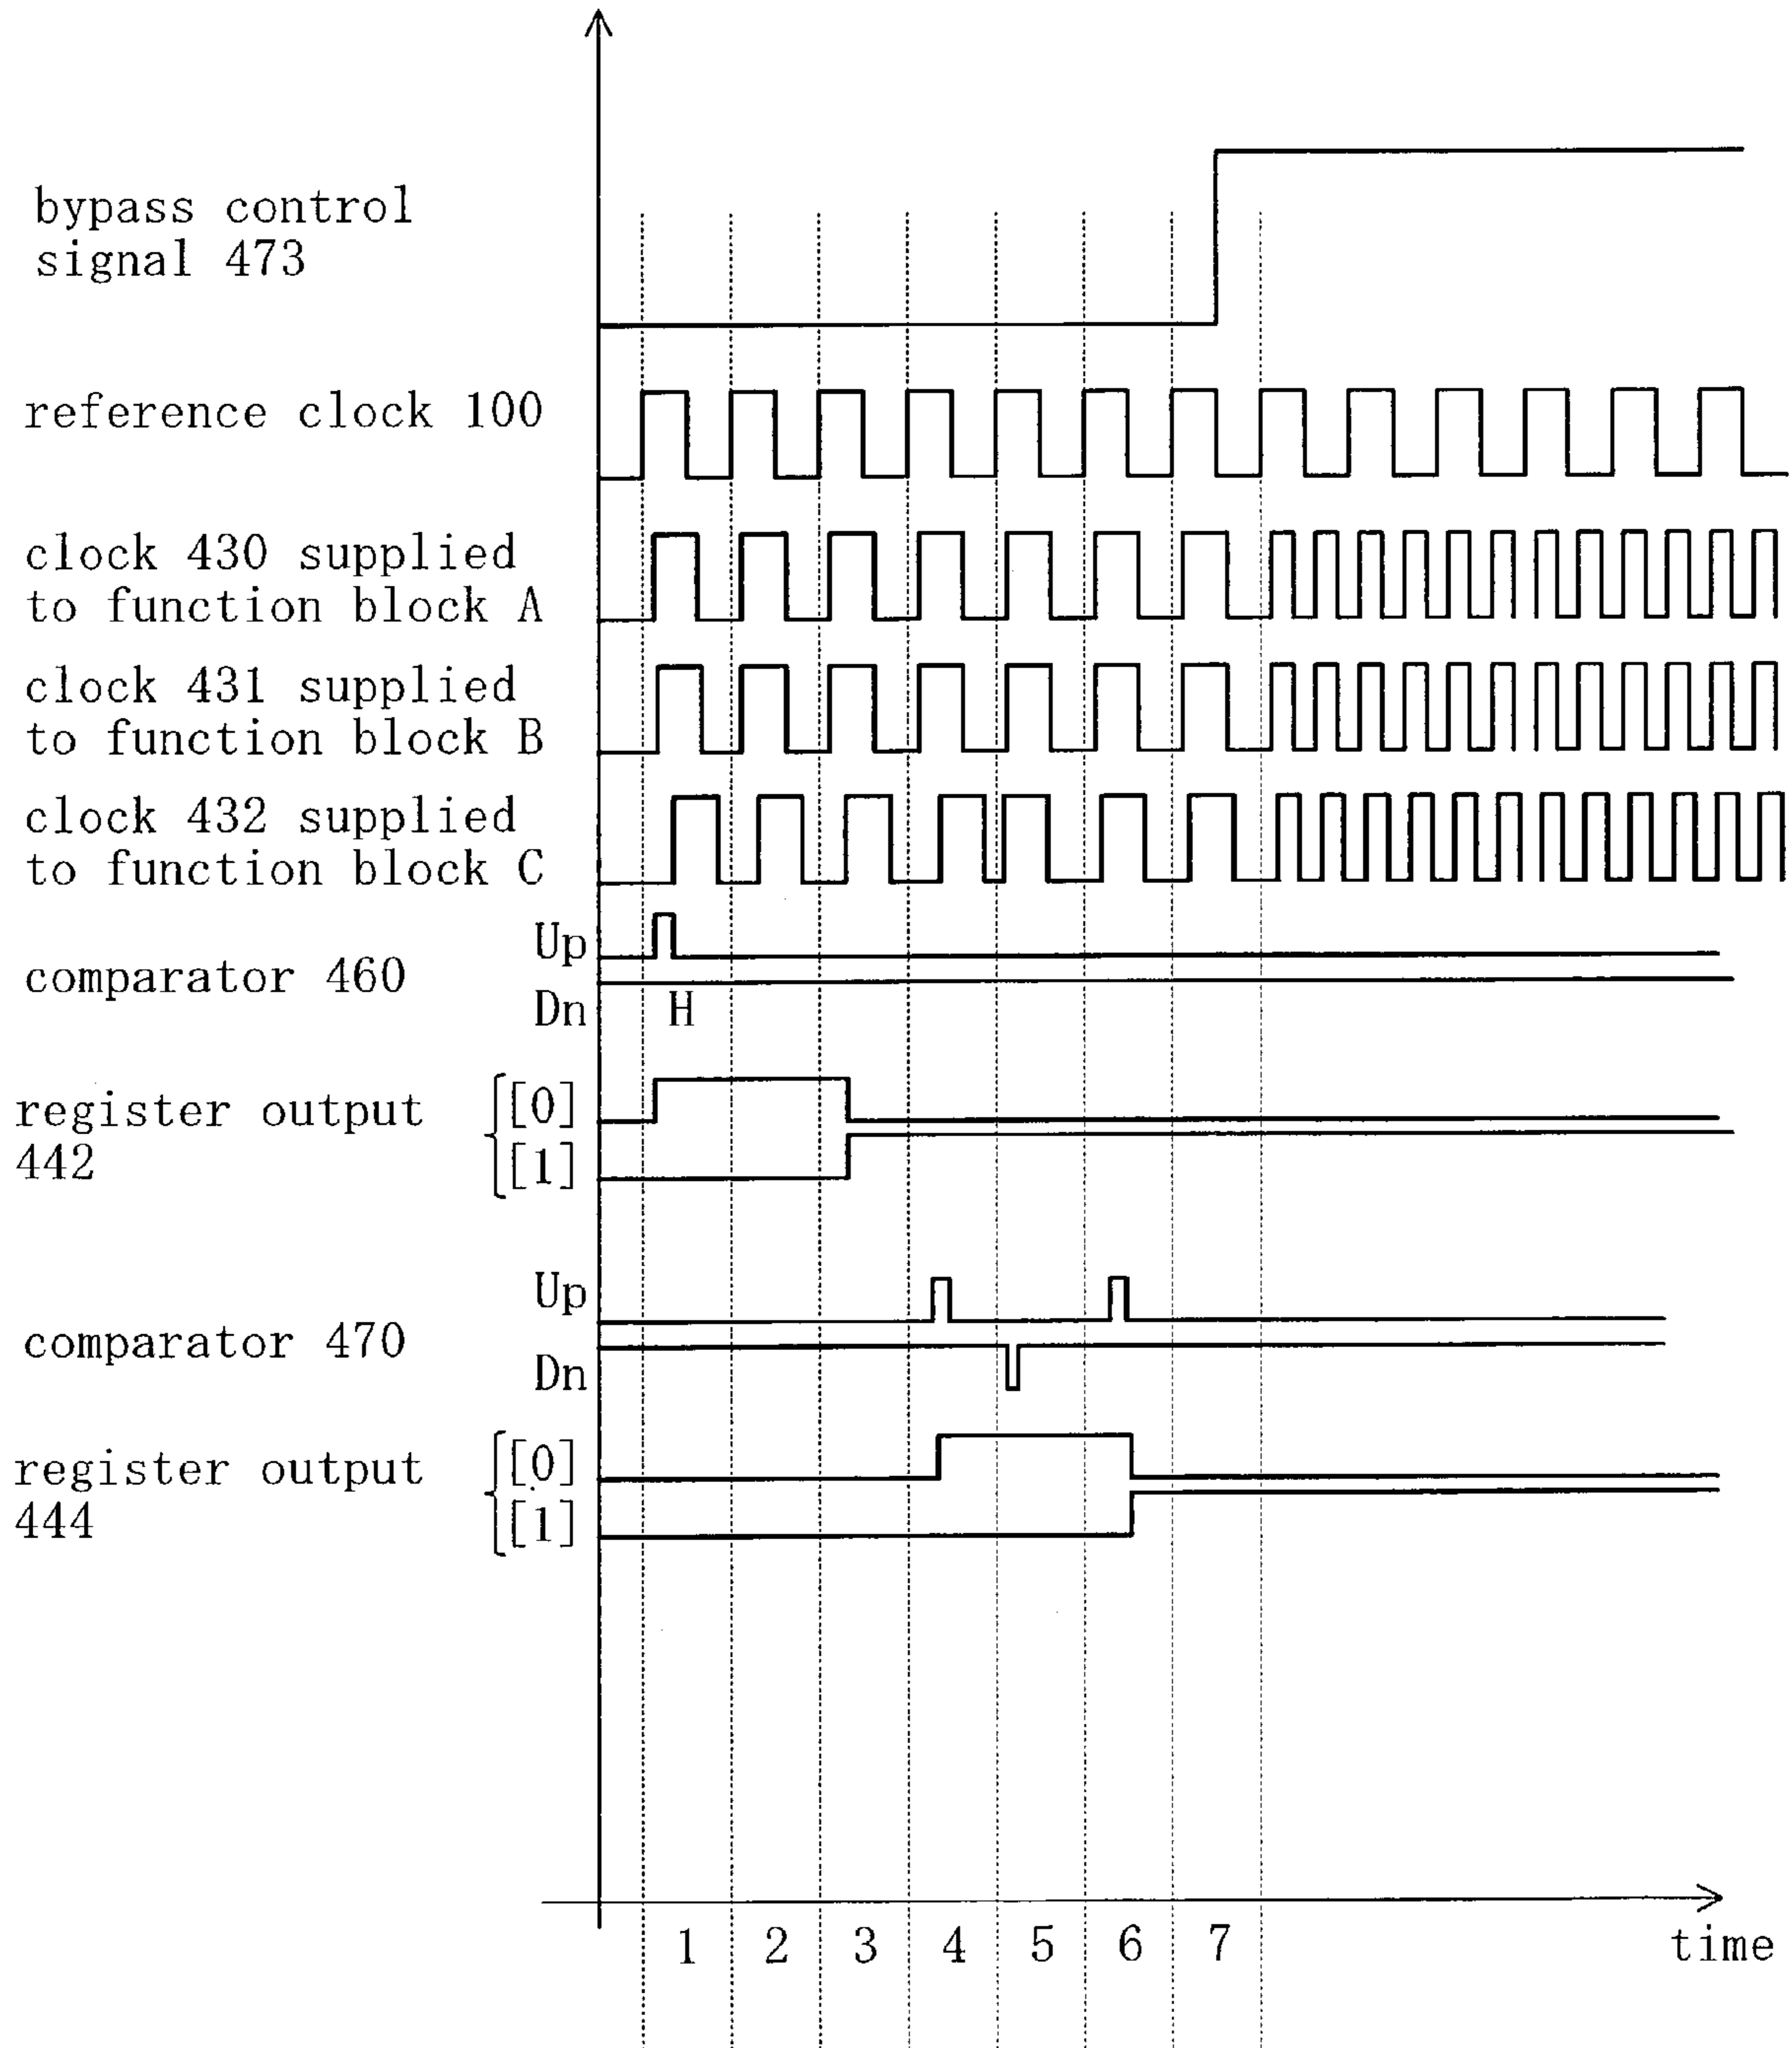 bypass control
signal 473
reference clock 100
clock 430 supplied
to function block A
clock 431 supplied
to function block B
clock 432 supplied
to function block C
Up
comparator 460
Dn H
register output [0]
442 [1]
Up
comparator 470
Dn
register output [0]
444 [1]
1 2 3 4 5 6 7 time